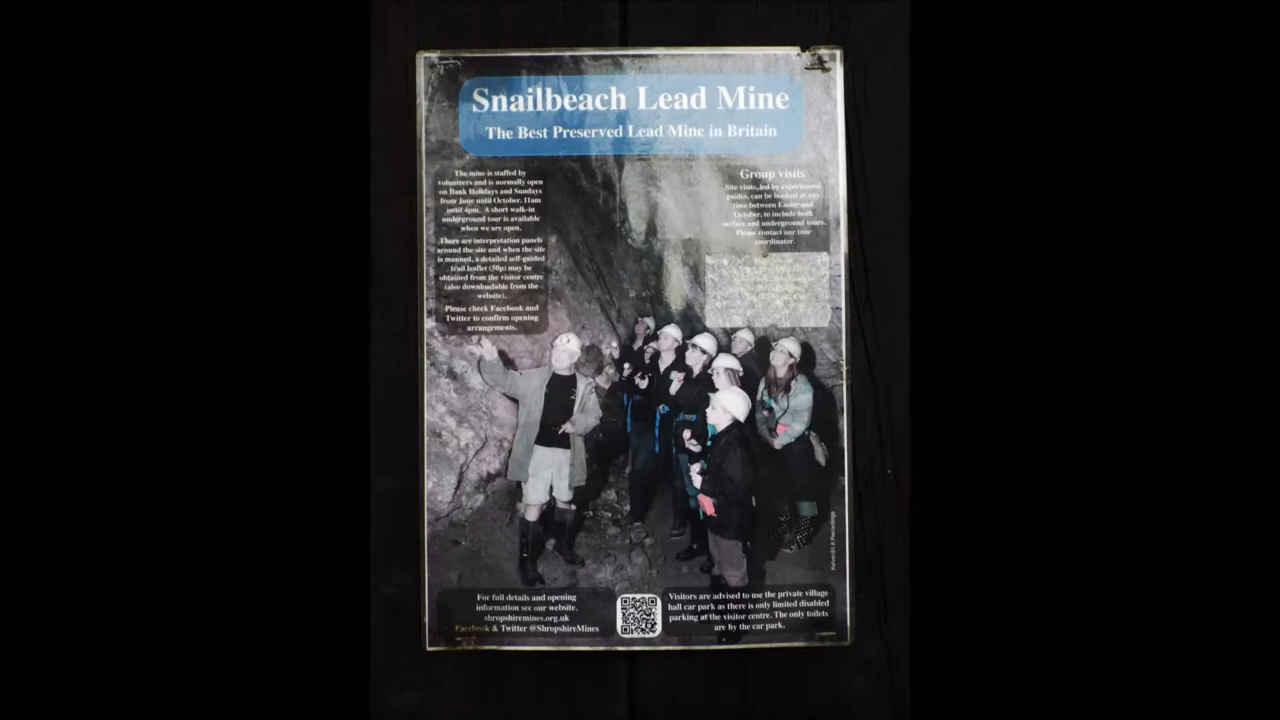 Snailbeach Lead Mine
The Best Preserved Lead Mine in Britain
The mine is staffed by
volunteers and is normally open
on Bank Holidays and Sundays
from June until October, 11am
until 4pm. A short walk-in
underground tour is available
when we are open.
There are interpretation panels
around the site and when the site
is manned, a detailed self-guided
trail leaflet (50p) may be
obtained from the visitor centre
(also downloadable from the
website).
Please check Facebook and
Twitter to confirm opening
arrangements.
Group visits
Site visits, led by experienced
guides, can be booked at any
time between Easter and
October, to include both
surface and underground tours.
Please contact our tour
coordinator.
For full details and opening
information see our website.
shropshiremines.org.uk
Facebook & Twitter @ShropshireMines
Visitors are advised to use the private village
hall car park as there is only limited disabled
parking at the visitor centre. The only toilets
are by the car park.